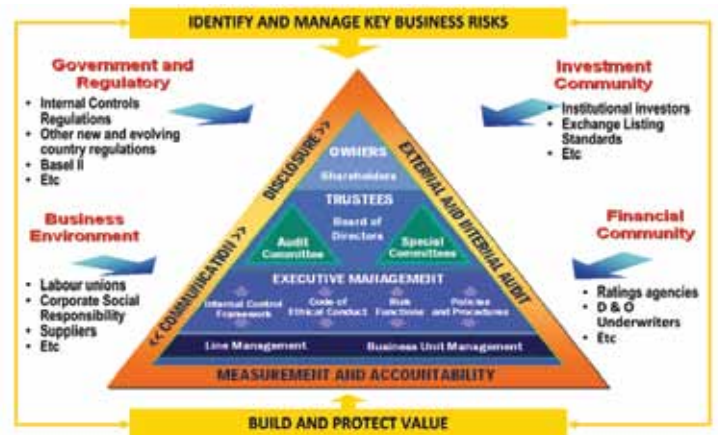 IDENTIFY AND MANAGE KEY BUSINESS RISKS
Government and
Regulatory
• Internal Controls
Regulations
• Other new and evolving
country regulations
• Basel II
• Etc
Investment
Community
• Institutional investors
• Exchange Listing
Standards
• Etc
Business
Environment
• Labour unions
• Corporate Social
Responsibility
• Suppliers
• Etc
Financial
Community
• Ratings agencies
• D & O
Underwriters
• Etc
<< COMMUNICATION >>
DISCLOSURE >>
EXTERNAL AND INTERNAL AUDIT
OWNERS
Shareholders
TRUSTEES
Board of
Directors
Audit
Committee
Special
Committees
EXECUTIVE MANAGEMENT
Internal Control
Framework
Code of
Ethical Conduct
Risk
Functions
Policies
and Procedures
Line Management
Business Unit Management
MEASUREMENT AND ACCOUNTABILITY
BUILD AND PROTECT VALUE